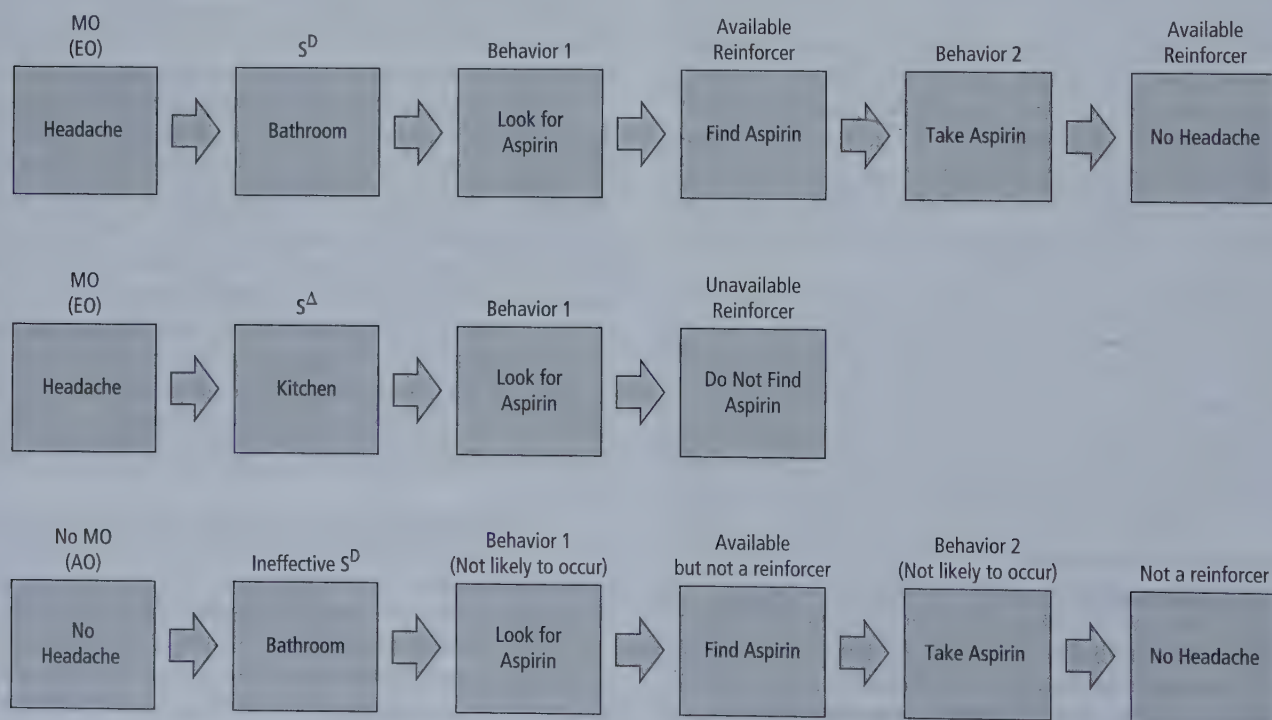 MO
(EO)
S^D
Behavior 1
Available
Reinforcer
Behavior 2
Available
Reinforcer
Headache
Bathroom
Look for
Aspirin
Find Aspirin
Take Aspirin
No Headache
MO
(EO)
S^Δ
Behavior 1
Unavailable
Reinforcer
Headache
Kitchen
Look for
Aspirin
Do Not Find
Aspirin
No MO
(AO)
Ineffective S^D
Behavior 1
(Not likely to occur)
Available
but not a reinforcer
Behavior 2
(Not likely to occur)
Not a reinforcer
No
Headache
Bathroom
Look for
Aspirin
Find Aspirin
Take Aspirin
No Headache